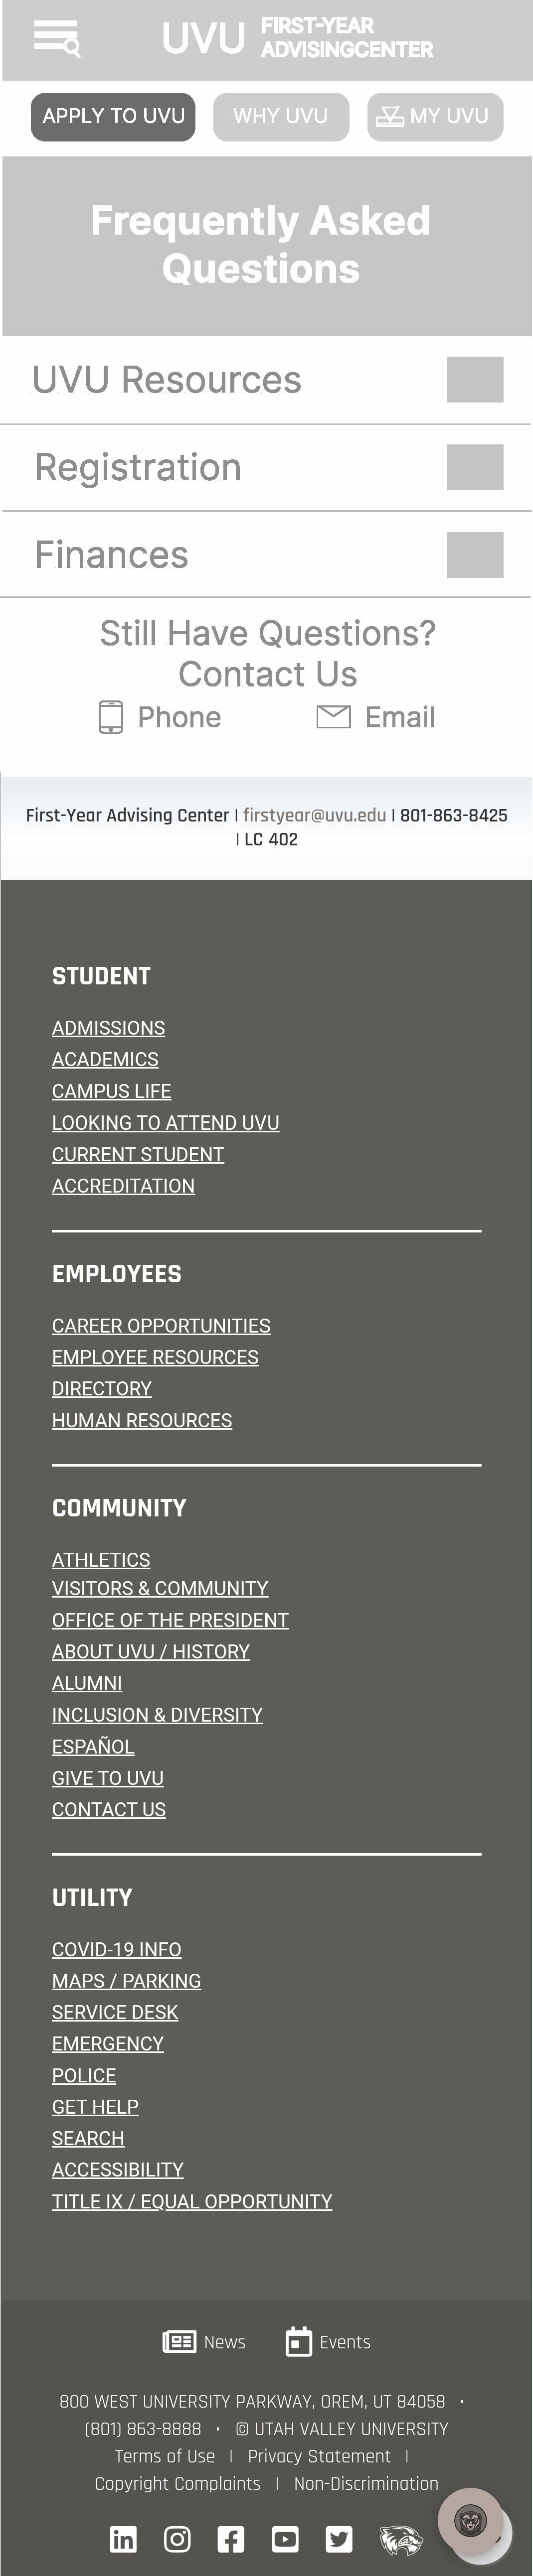 UVU FIRST-YEAR
ADVISINGCENTER
APPLY TO UVU WHY UVU MY UVU
Frequently Asked
Questions
UVU Resources
Registration
Finances
Still Have Questions?
Contact Us
Phone Email
First-Year Advising Center | firstyear@uvu.edu | 801-863-8425
| LC 402
STUDENT
ADMISSIONS
ACADEMICS
CAMPUS LIFE
LOOKING TO ATTEND UVU
CURRENT STUDENT
ACCREDITATION
EMPLOYEES
CAREER OPPORTUNITIES
EMPLOYEE RESOURCES
DIRECTORY
HUMAN RESOURCES
COMMUNITY
ATHLETICS
VISITORS & COMMUNITY
OFFICE OF THE PRESIDENT
ABOUT UVU / HISTORY
ALUMNI
INCLUSION & DIVERSITY
ESPAÑOL
GIVE TO UVU
CONTACT US
UTILITY
COVID-19 INFO
MAPS / PARKING
SERVICE DESK
EMERGENCY
POLICE
GET HELP
SEARCH
ACCESSIBILITY
TITLE IX / EQUAL OPPORTUNITY
News Events
800 WEST UNIVERSITY PARKWAY, OREM, UT 84058 •
(801) 863-8888 • © UTAH VALLEY UNIVERSITY
Terms of Use | Privacy Statement |
Copyright Complaints | Non-Discrimination